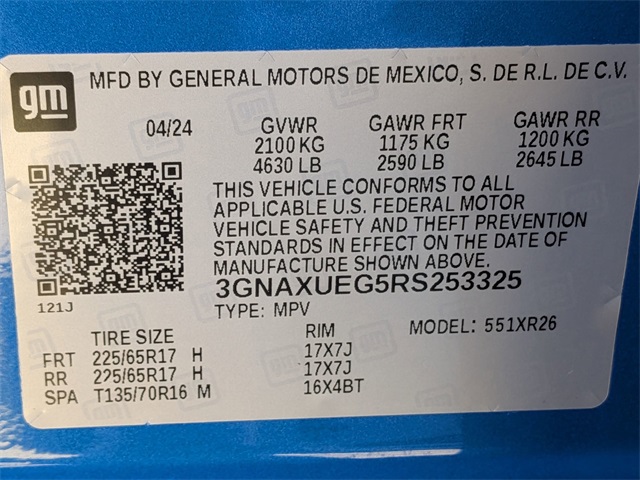 gm
MFD BY GENERAL MOTORS DE MEXICO, S. DE R.L. DE C.V.
04/24 GVWR GAWR FRT GAWR RR
2100 KG 1175 KG 1200 KG
4630 LB 2590 LB 2645 LB
THIS VEHICLE CONFORMS TO ALL
APPLICABLE U.S. FEDERAL MOTOR
VEHICLE SAFETY AND THEFT PREVENTION
STANDARDS IN EFFECT ON THE DATE OF
MANUFACTURE SHOWN ABOVE.
3GNAXUEG5RS253325
121J
TYPE: MPV MODEL: 551XR26
TIRE SIZE RIM
FRT 225/65R17 H 17X7J
RR 225/65R17 H 17X7J
SPA T135/70R16 M 16X4BT